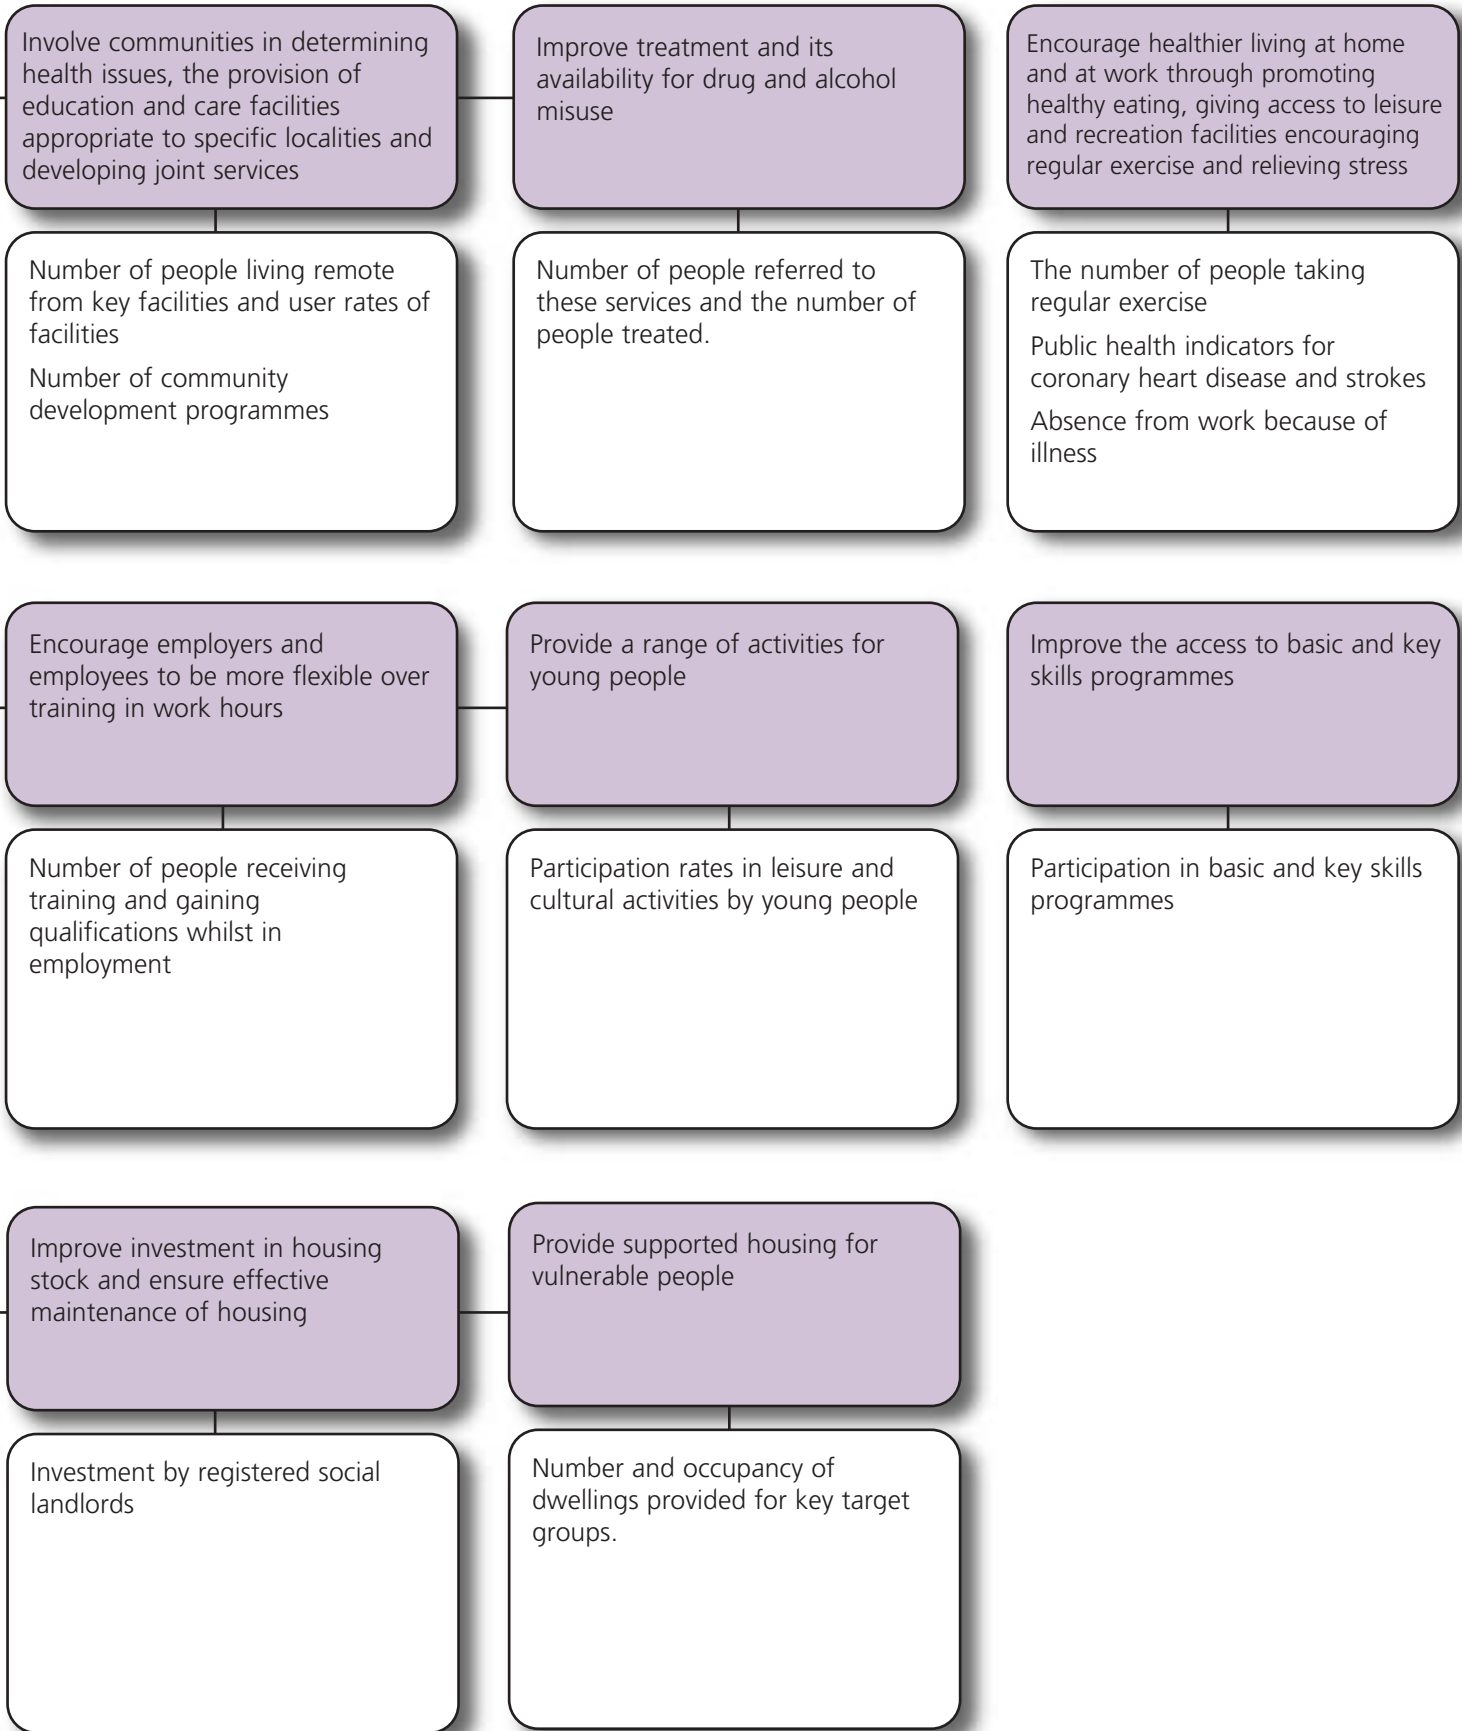 Involve communities in determining
health issues, the provision of
education and care facilities
appropriate to specific localities and
developing joint services
Improve treatment and its
availability for drug and alcohol
misuse
Encourage healthier living at home
and at work through promoting
healthy eating, giving access to leisure
and recreation facilities encouraging
regular exercise and relieving stress
Number of people living remote
from key facilities and user rates of
facilities
Number of community
development programmes
Number of people referred to
these services and the number of
people treated.
The number of people taking
regular exercise
Public health indicators for
coronary heart disease and strokes
Absence from work because of
illness
Encourage employers and
employees to be more flexible over
training in work hours
Provide a range of activities for
young people
Improve the access to basic and key
skills programmes
Number of people receiving
training and gaining
qualifications whilst in
employment
Participation rates in leisure and
cultural activities by young people
Participation in basic and key skills
programmes
Improve investment in housing
stock and ensure effective
maintenance of housing
Provide supported housing for
vulnerable people
Investment by registered social
landlords
Number and occupancy of
dwellings provided for key target
groups.